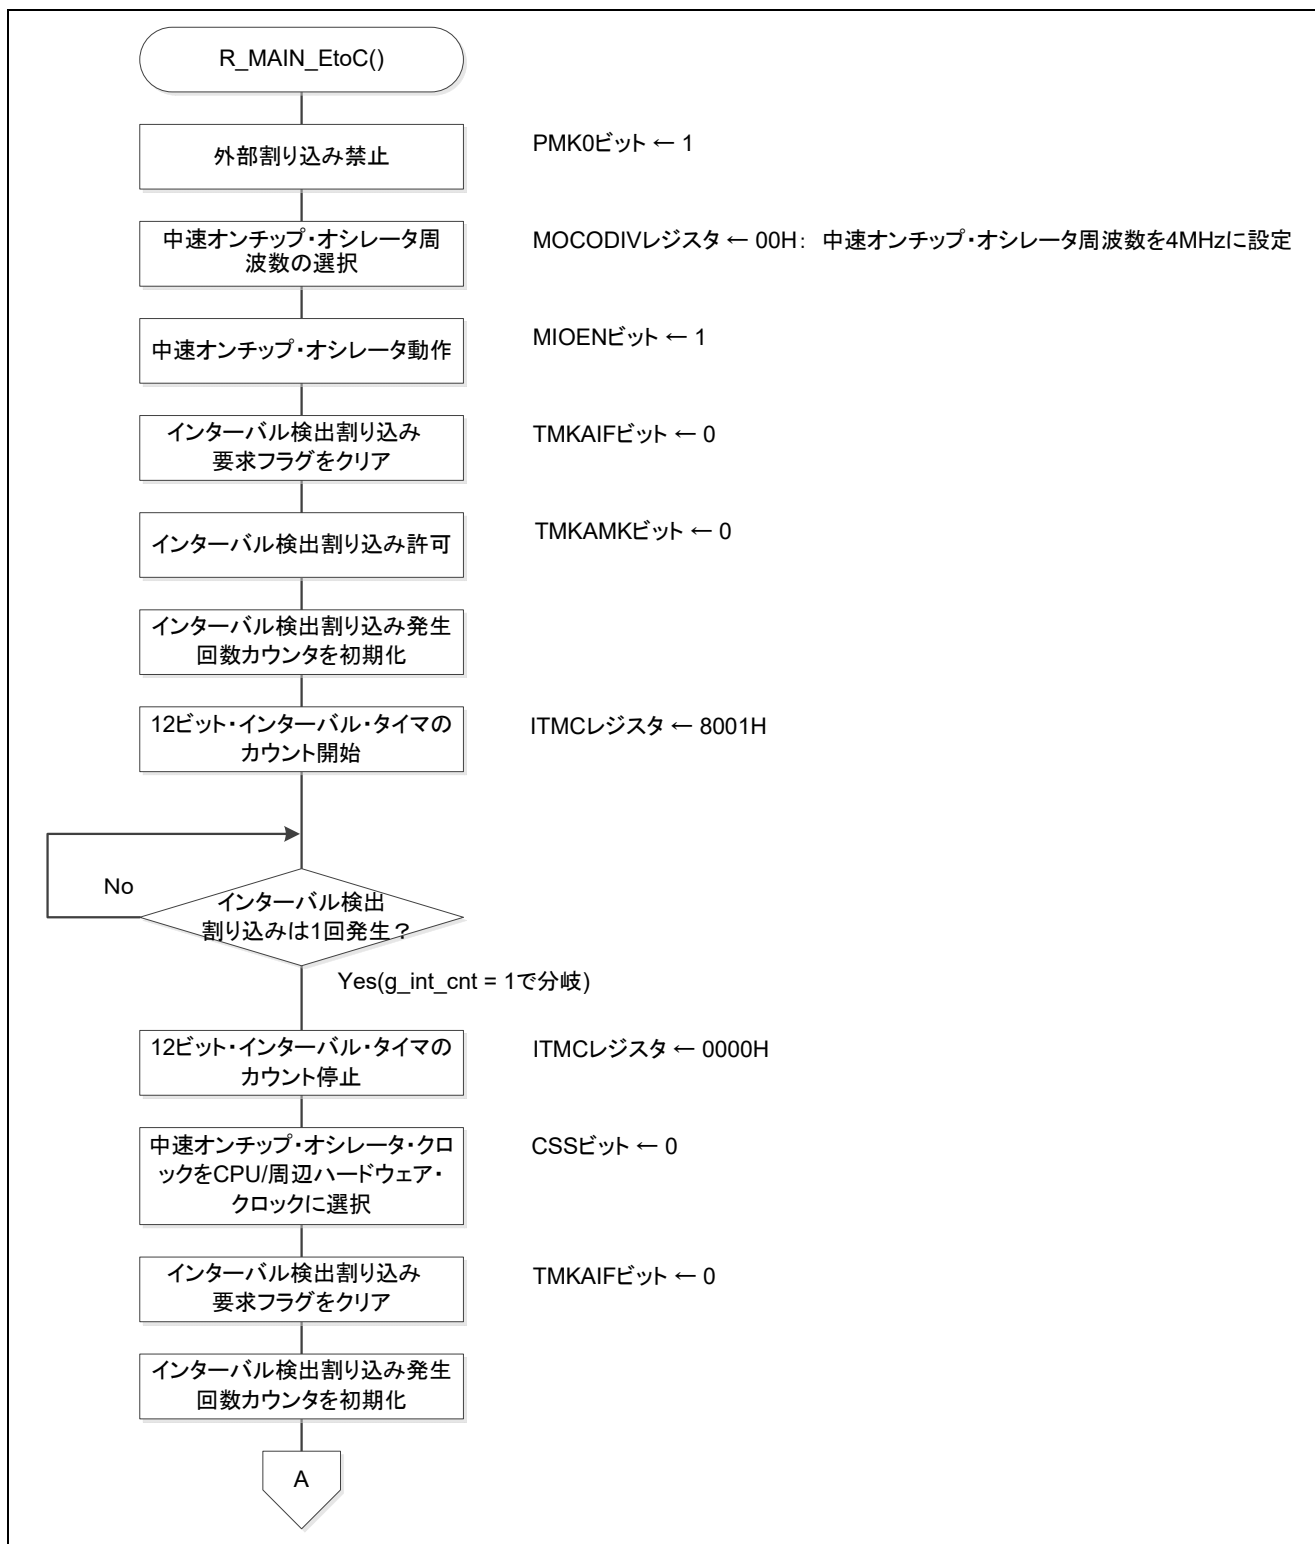 R_MAIN_EtoC()
外部割り込み禁止
PMK0ビット ← 1
中速オンチップ・オシレータ周
波数の選択
MOCODIVレジスタ ← 00H： 中速オンチップ・オシレータ周波数を4MHzに設定
中速オンチップ・オシレータ動作
MIOENビット ← 1
インターバル検出割り込み
要求フラグをクリア
TMKAIFビット ← 0
インターバル検出割り込み許可
TMKAMKビット ← 0
インターバル検出割り込み発生
回数カウンタを初期化
12ビット・インターバル・タイマの
カウント開始
ITMCレジスタ ← 8001H
No
インターバル検出
割り込みは1回発生？
Yes(g_int_cnt = 1で分岐)
12ビット・インターバル・タイマの
カウント停止
ITMCレジスタ ← 0000H
中速オンチップ・オシレータ・クロ
ックをCPU/周辺ハードウェア・
クロックに選択
CSSビット ← 0
インターバル検出割り込み
要求フラグをクリア
TMKAIFビット ← 0
インターバル検出割り込み発生
回数カウンタを初期化
A